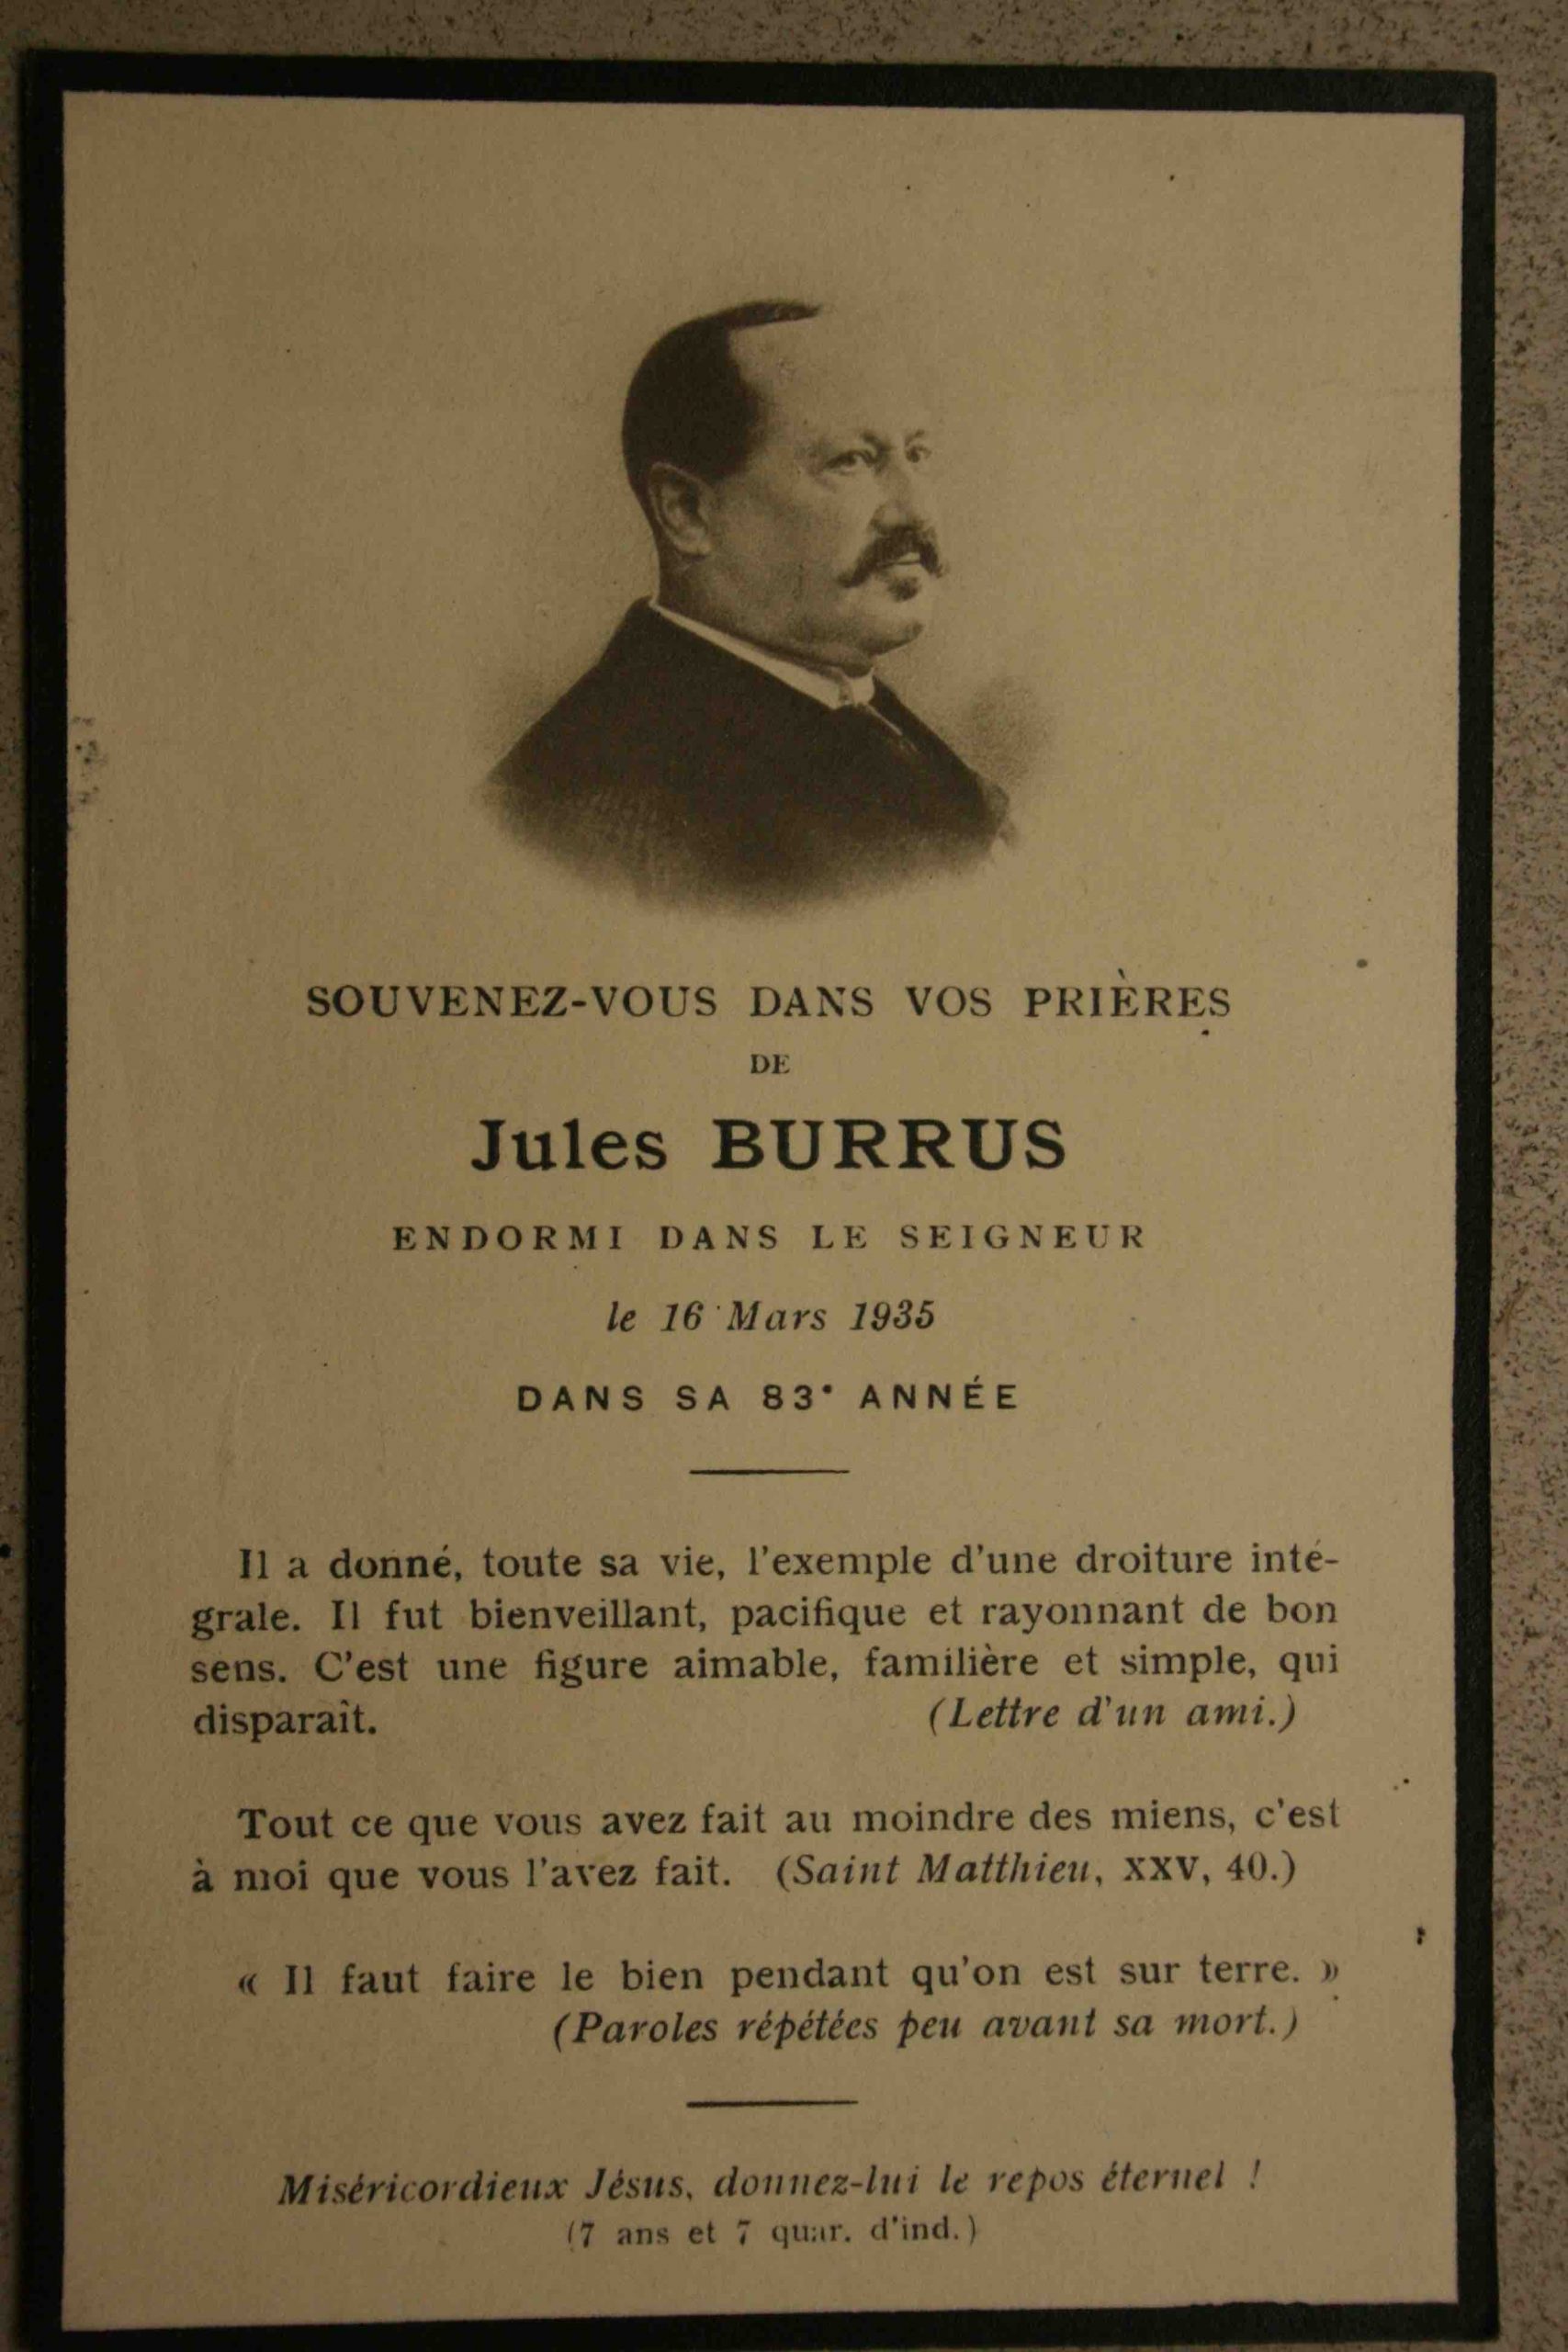 SOUVENEZ-VOUS DANS VOS PRIÈRES
DE
Jules BURRUS
ENDORMI DANS LE SEIGNEUR
le 16 Mars 1935
DANS SA 83e ANNÉE
Il a donné, toute sa vie, l'exemple d'une droiture inté-
grale. Il fut bienveillant, pacifique et rayonnant de bon
sens. C'est une figure aimable, familière et simple, qui
disparaît. (Lettre d'un ami.)
Tout ce que vous avez fait au moindre des miens, c'est
à moi que vous l'avez fait. (Saint Matthieu, XXV, 40.)
« Il faut faire le bien pendant qu'on est sur terre. »
(Paroles répétées peu avant sa mort.)
Miséricordieux Jésus, donnez-lui le repos éternel !
(7 ans et 7 quar. d'ind.)